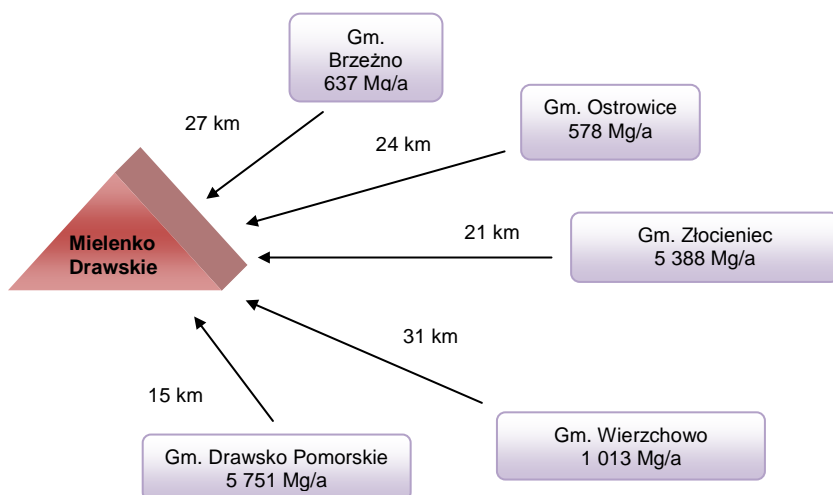 Gm.
Brzeżno
637 Mg/a
27 km
Gm. Ostrowice
578 Mg/a
24 km
Mielenko
Drawskie
21 km
Gm. Złocieniec
5 388 Mg/a
31 km
15 km
Gm. Wierzchowo
1 013 Mg/a
Gm. Drawsko Pomorskie
5 751 Mg/a